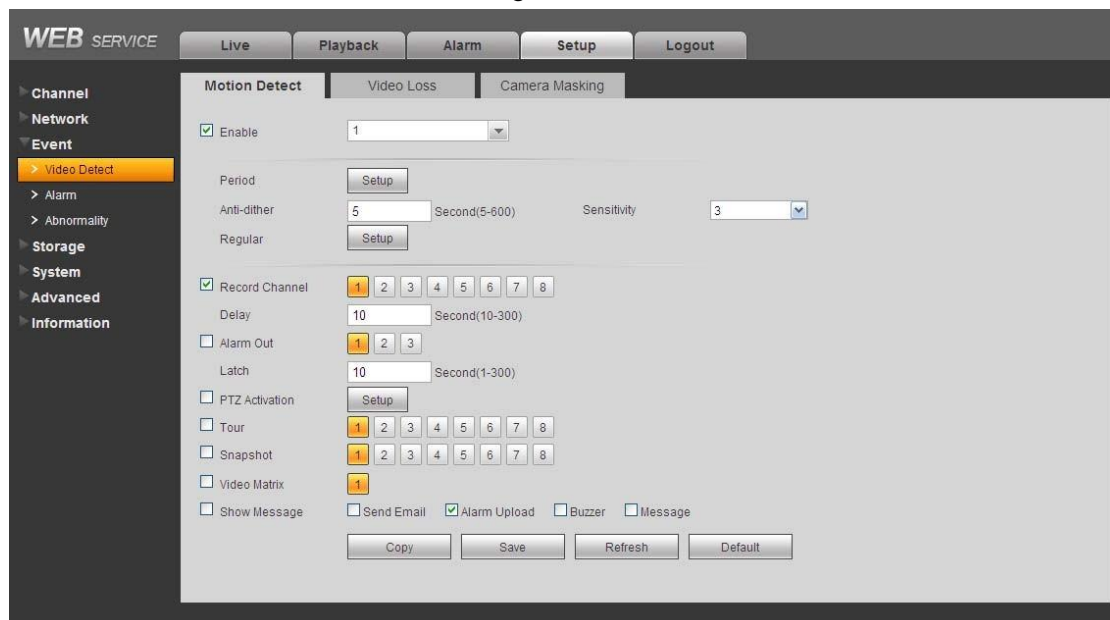 WEB SERVICE
Live Playback Alarm Setup Logout
Channel
Network
Event
> Video Detect
> Alarm
> Abnormality
Storage
System
Advanced
Information
Motion Detect Video Loss Camera Masking
Enable 1
Period Setup
Anti-dither 5 Second(5-600) Sensitivity 3
Regular Setup
Record Channel 1 2 3 4 5 6 7 8
Delay 10 Second(10-300)
Alarm Out 1 2 3
Latch 10 Second(1-300)
PTZ Activation Setup
Tour 1 2 3 4 5 6 7 8
Snapshot 1 2 3 4 5 6 7 8
Video Matrix 1
Show Message Send Email Alarm Upload Buzzer Message
Copy Save Refresh Default